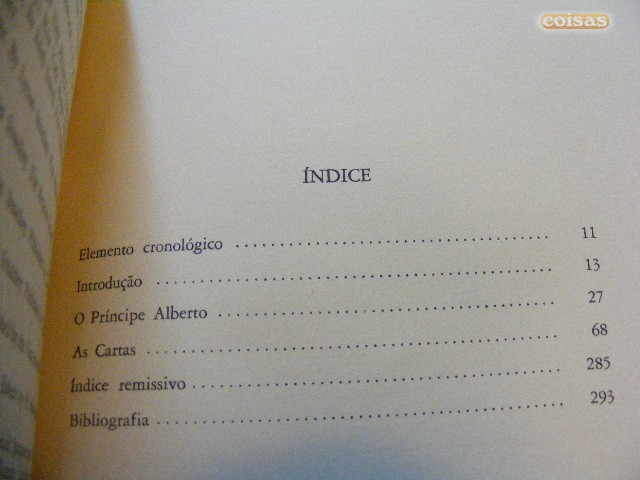 coisas
ÍNDICE
Elemento cronológico ........................................ 11
Introdução ........................................ 13
O Príncipe Alberto ........................................ 27
As Cartas ........................................ 68
Índice remissivo ........................................ 285
Bibliografia ........................................ 293